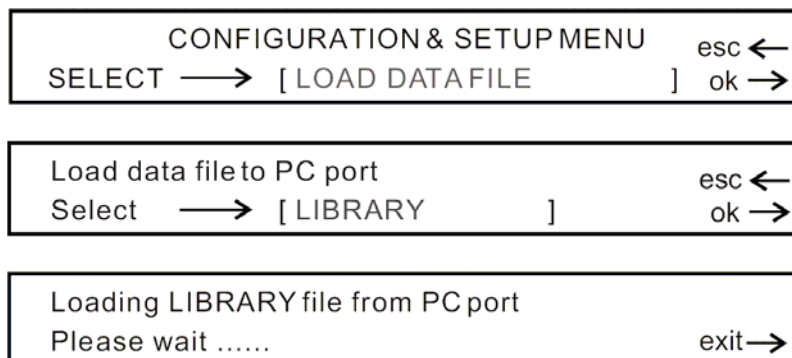 CONFIGURATION & SETUP MENU esc ←
SELECT → [ LOAD DATA FILE ] ok →
Load data file to PC port esc ←
Select → [ LIBRARY ] ok →
Loading LIBRARY file from PC port
Please wait ...... exit →